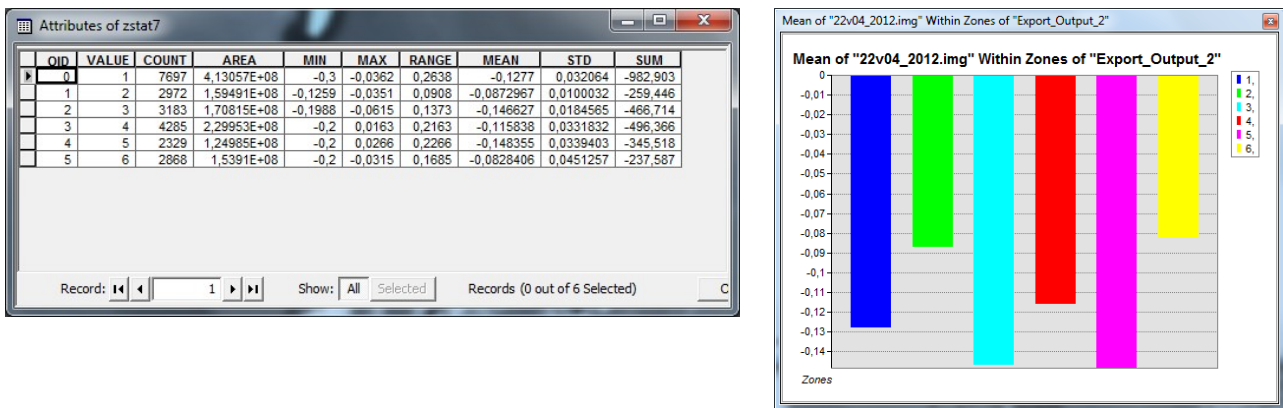 Attributes of zstat7
OID VALUE COUNT AREA MIN MAX RANGE MEAN STD SUM
0 1 7697 4,13057E+08 -0,3 -0,0362 0,2638 -0,1277 0,032064 -982,903
1 2 2972 1,59491E+08 -0,1259 -0,0351 0,0908 -0,0872967 0,0100032 -259,446
2 3 3183 1,70815E+08 -0,1988 -0,0615 0,1373 -0,146627 0,0184565 -466,714
3 4 4285 2,29953E+08 -0,2 0,0163 0,2163 -0,115838 0,0331832 -496,366
4 5 2329 1,24985E+08 -0,2 0,0266 0,2266 -0,148355 0,0339403 -345,518
5 6 2868 1,5391E+08 -0,2 -0,0315 0,1685 -0,0828406 0,0451257 -237,587
Record: 1 Show: All Selected Records (0 out of 6 Selected)
Mean of "22v04_2012.img" Within Zones of "Export_Output_2"
Mean of "22v04_2012.img" Within Zones of "Export_Output_2"
0
-0,01
-0,02
-0,03
-0,04
-0,05
-0,06
-0,07
-0,08
-0,09
-0,1
-0,11
-0,12
-0,13
-0,14
Zones
1,
2,
3,
4,
5,
6,